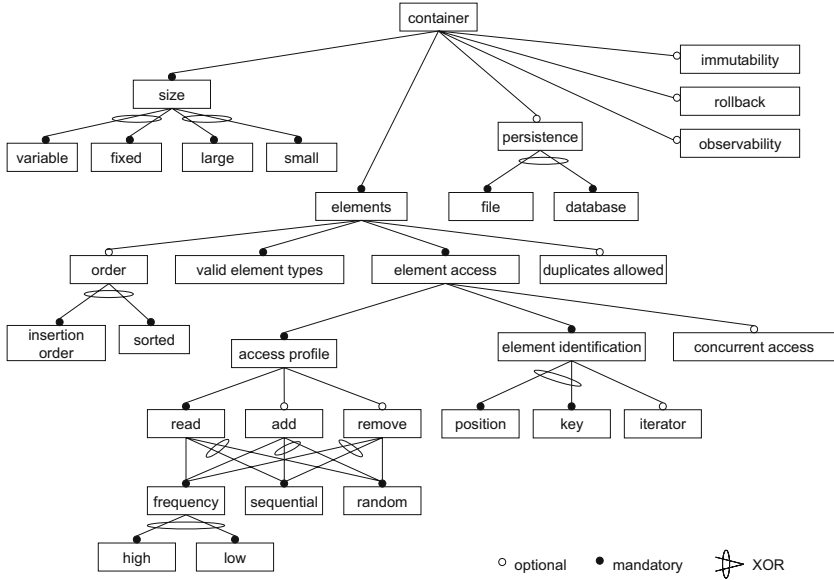 container
immutability
size
rollback
persistence
observability
variable
fixed
large
small
elements
file
database
order
valid element types
element access
duplicates allowed
insertion
order
sorted
access profile
element identification
concurrent access
read
add
remove
position
key
iterator
frequency
sequential
random
high
low
optional
mandatory
XOR